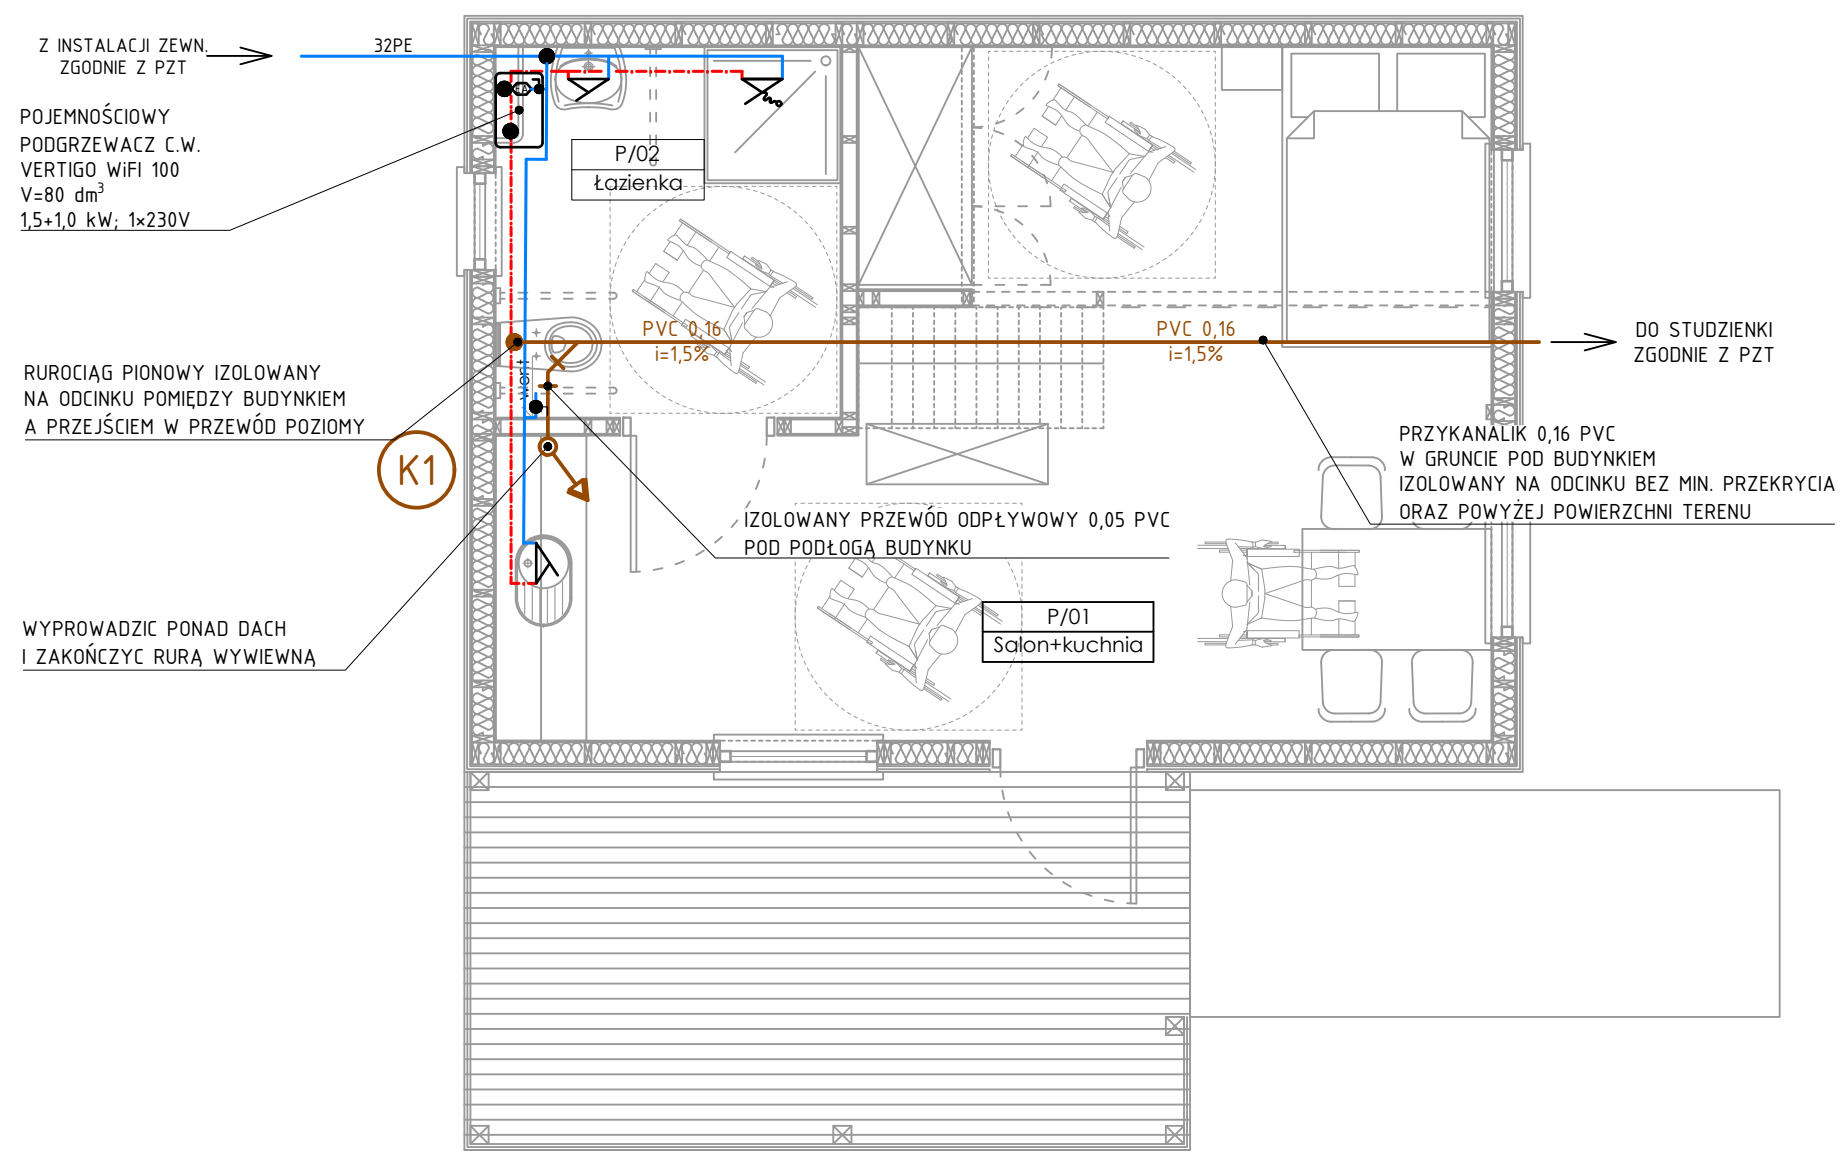 Z INSTALACJI ZEWN.
ZGODNIE Z PZT
32PE
POJEMNOŚCIOWY
PODGRZEWACZ C.W.
VERTIGO WiFI 100
V=80 dm³
1,5+1,0 kW; 1×230V
P/02
Łazienka
PVC 0,16
i=1,5%
PVC 0,16
i=1,5%
DO STUDZIENKI
ZGODNIE Z PZT
RUROCIĄG PIONOWY IZOLOWANY
NA ODCINKU POMIĘDZY BUDYNKIEM
A PRZEJŚCIEM W PRZEWÓD POZIOMY
K1
PRZYKANALIK 0,16 PVC
W GRUNCIE POD BUDYNKIEM
IZOLOWANY NA ODCINKU BEZ MIN. PRZEKRYCIA
ORAZ POWYŻEJ POWIERZCHNI TERENU
IZOLOWANY PRZEWÓD ODPŁYWOWY 0,05 PVC
POD PODŁOGĄ BUDYNKU
P/01
Salon+kuchnia
WYPROWADZIC PONAD DACH
I ZAKOŃCZYC RURĄ WYWIEWNĄ